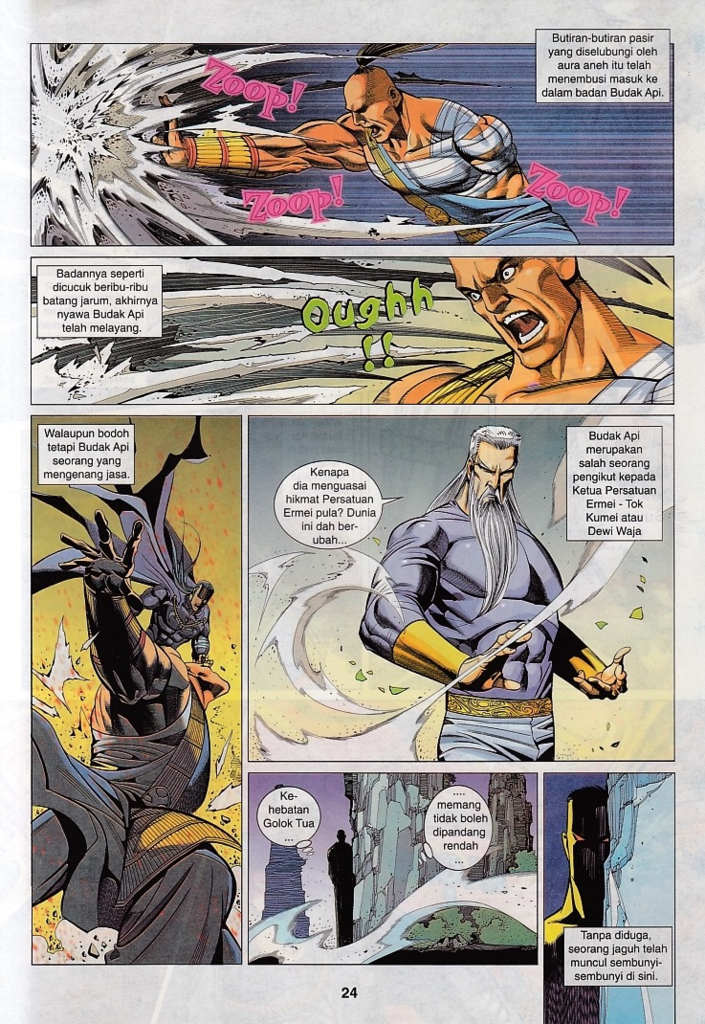 Butiran-butiran pasir
yang diselubungi oleh
aura aneh itu telah
menembusi masuk ke
dalam badan Budak Api.
Zoop!
Zoop!
Zoop!
Badannya seperti
dicucuk beribu-ribu
batang jarum, akhirnya
nyawa Budak Api
telah melayang.
Oughh
!!
Walaupun bodoh
tetapi Budak Api
seorang yang
mengenang jasa.
Kenapa
dia menguasai
hikmat Persatuan
Ermei pula? Dunia
ini dah ber-
ubah...
Budak Api
merupakan
salah seorang
pengikut kepada
Ketua Persatuan
Ermei - Tok
Kumei atau
Dewi Waja
Ke-
hebatan
Golok Tua
....
memang
tidak boleh
dipandang
rendah
....
Tanpa diduga,
seorang jaguh telah
muncul sembunyi-
sembunyi di sini.
24